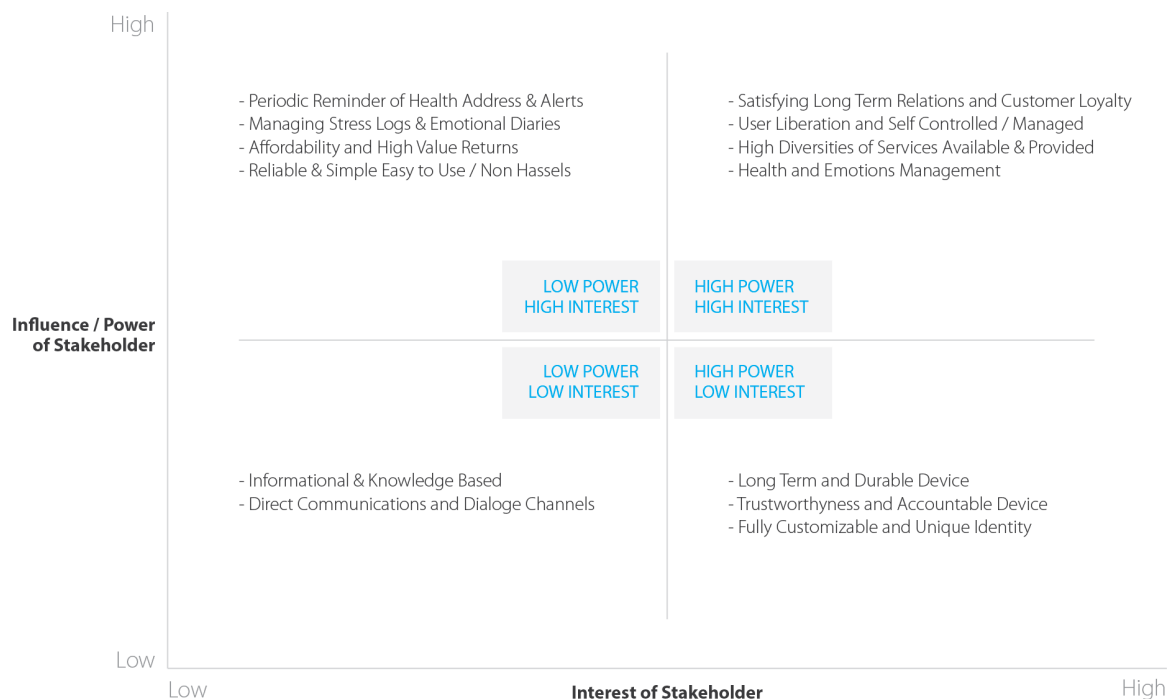 High
- Periodic Reminder of Health Address & Alerts
- Managing Stress Logs & Emotional Diaries
- Affordability and High Value Returns
- Reliable & Simple Easy to Use / Non Hassels
- Satisfying Long Term Relations and Customer Loyalty
- User Liberation and Self Controlled / Managed
- High Diversities of Services Available & Provided
- Health and Emotions Management
LOW POWER
HIGH INTEREST
HIGH POWER
HIGH INTEREST
Influence / Power
of Stakeholder
LOW POWER
LOW INTEREST
HIGH POWER
LOW INTEREST
- Informational & Knowledge Based
- Direct Communications and Dialoge Channels
- Long Term and Durable Device
- Trustworthyness and Accountable Device
- Fully Customizable and Unique Identity
Low
Low
Interest of Stakeholder
High